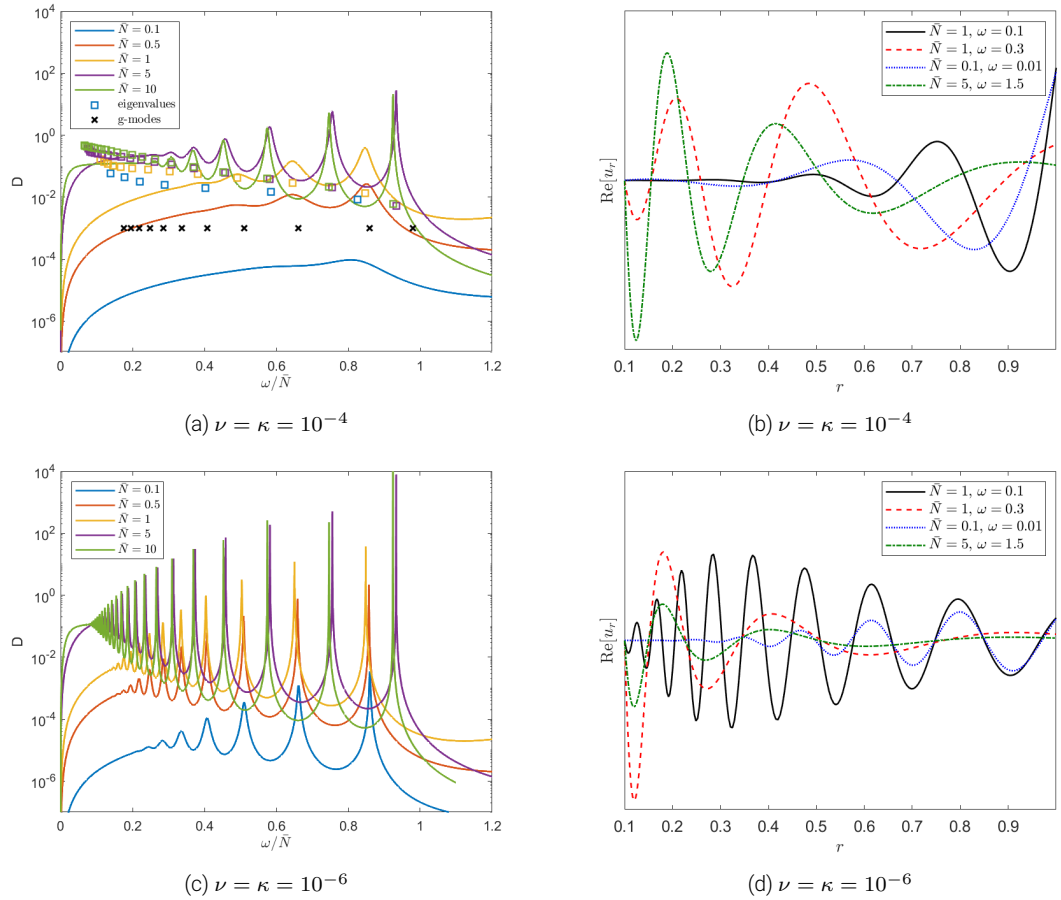 10^4
10^2
10^0
10^{-2}
10^{-4}
10^{-6}
D
N̄ = 0.1
N̄ = 0.5
N̄ = 1
N̄ = 5
N̄ = 10
eigenvalues
g-modes
0 0.2 0.4 0.6 0.8 1 1.2
ω/N̄
(a) ν = κ = 10^{-4}
Re[u_r]
N̄ = 1, ω = 0.1
N̄ = 1, ω = 0.3
N̄ = 0.1, ω = 0.01
N̄ = 5, ω = 1.5
0.1 0.2 0.3 0.4 0.5 0.6 0.7 0.8 0.9
r
(b) ν = κ = 10^{-4}
10^4
10^2
10^0
10^{-2}
10^{-4}
10^{-6}
D
N̄ = 0.1
N̄ = 0.5
N̄ = 1
N̄ = 5
N̄ = 10
0 0.2 0.4 0.6 0.8 1 1.2
ω/N̄
(c) ν = κ = 10^{-6}
Re[u_r]
N̄ = 1, ω = 0.1
N̄ = 1, ω = 0.3
N̄ = 0.1, ω = 0.01
N̄ = 5, ω = 1.5
0.1 0.2 0.3 0.4 0.5 0.6 0.7 0.8 0.9
r
(d) ν = κ = 10^{-6}